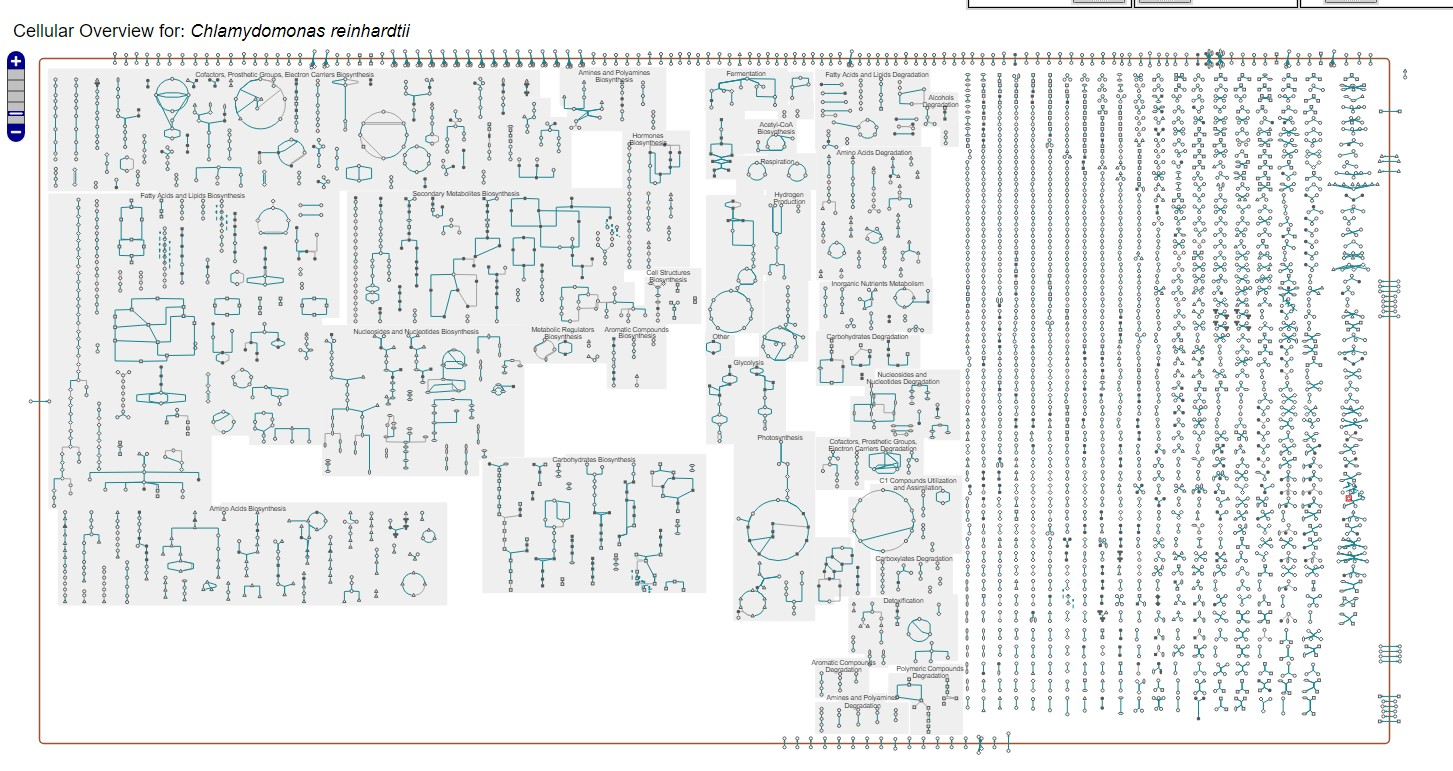 Cellular Overview for: Chlamydomonas reinhardtii
Cofactors, Prosthetic Groups, Electron Carriers Biosynthesis
Amines and Polyamines
Biosynthesis
Fermentation
Fatty Acids and Lipids Degradation
Alcohols
Degradation
Acetyl-CoA
Biosynthesis
Hormones
Biosynthesis
Respiration
Amino Acids Degradation
Fatty Acids and Lipids Biosynthesis
Secondary Metabolites Biosynthesis
Hydrogen
Production
Cell Structures
Biosynthesis
Inorganic Nutrients Metabolism
Nucleosides and Nucleotides Biosynthesis
Metabolic Regulators
Biosynthesis
Aromatic Compounds
Biosynthesis
Other
Carbohydrates Degradation
Glycolysis
Nucleosides and
Nucleotides Degradation
Photosynthesis
Cofactors, Prosthetic Groups,
Electron Carriers Degradation
Carbohydrates Biosynthesis
C1 Compounds Utilization
and Assimilation
Amino Acids Biosynthesis
Carboxylates Degradation
Detoxification
Aromatic Compounds
Degradation
Polymeric Compounds
Degradation
Amines and Polyamines
Degradation